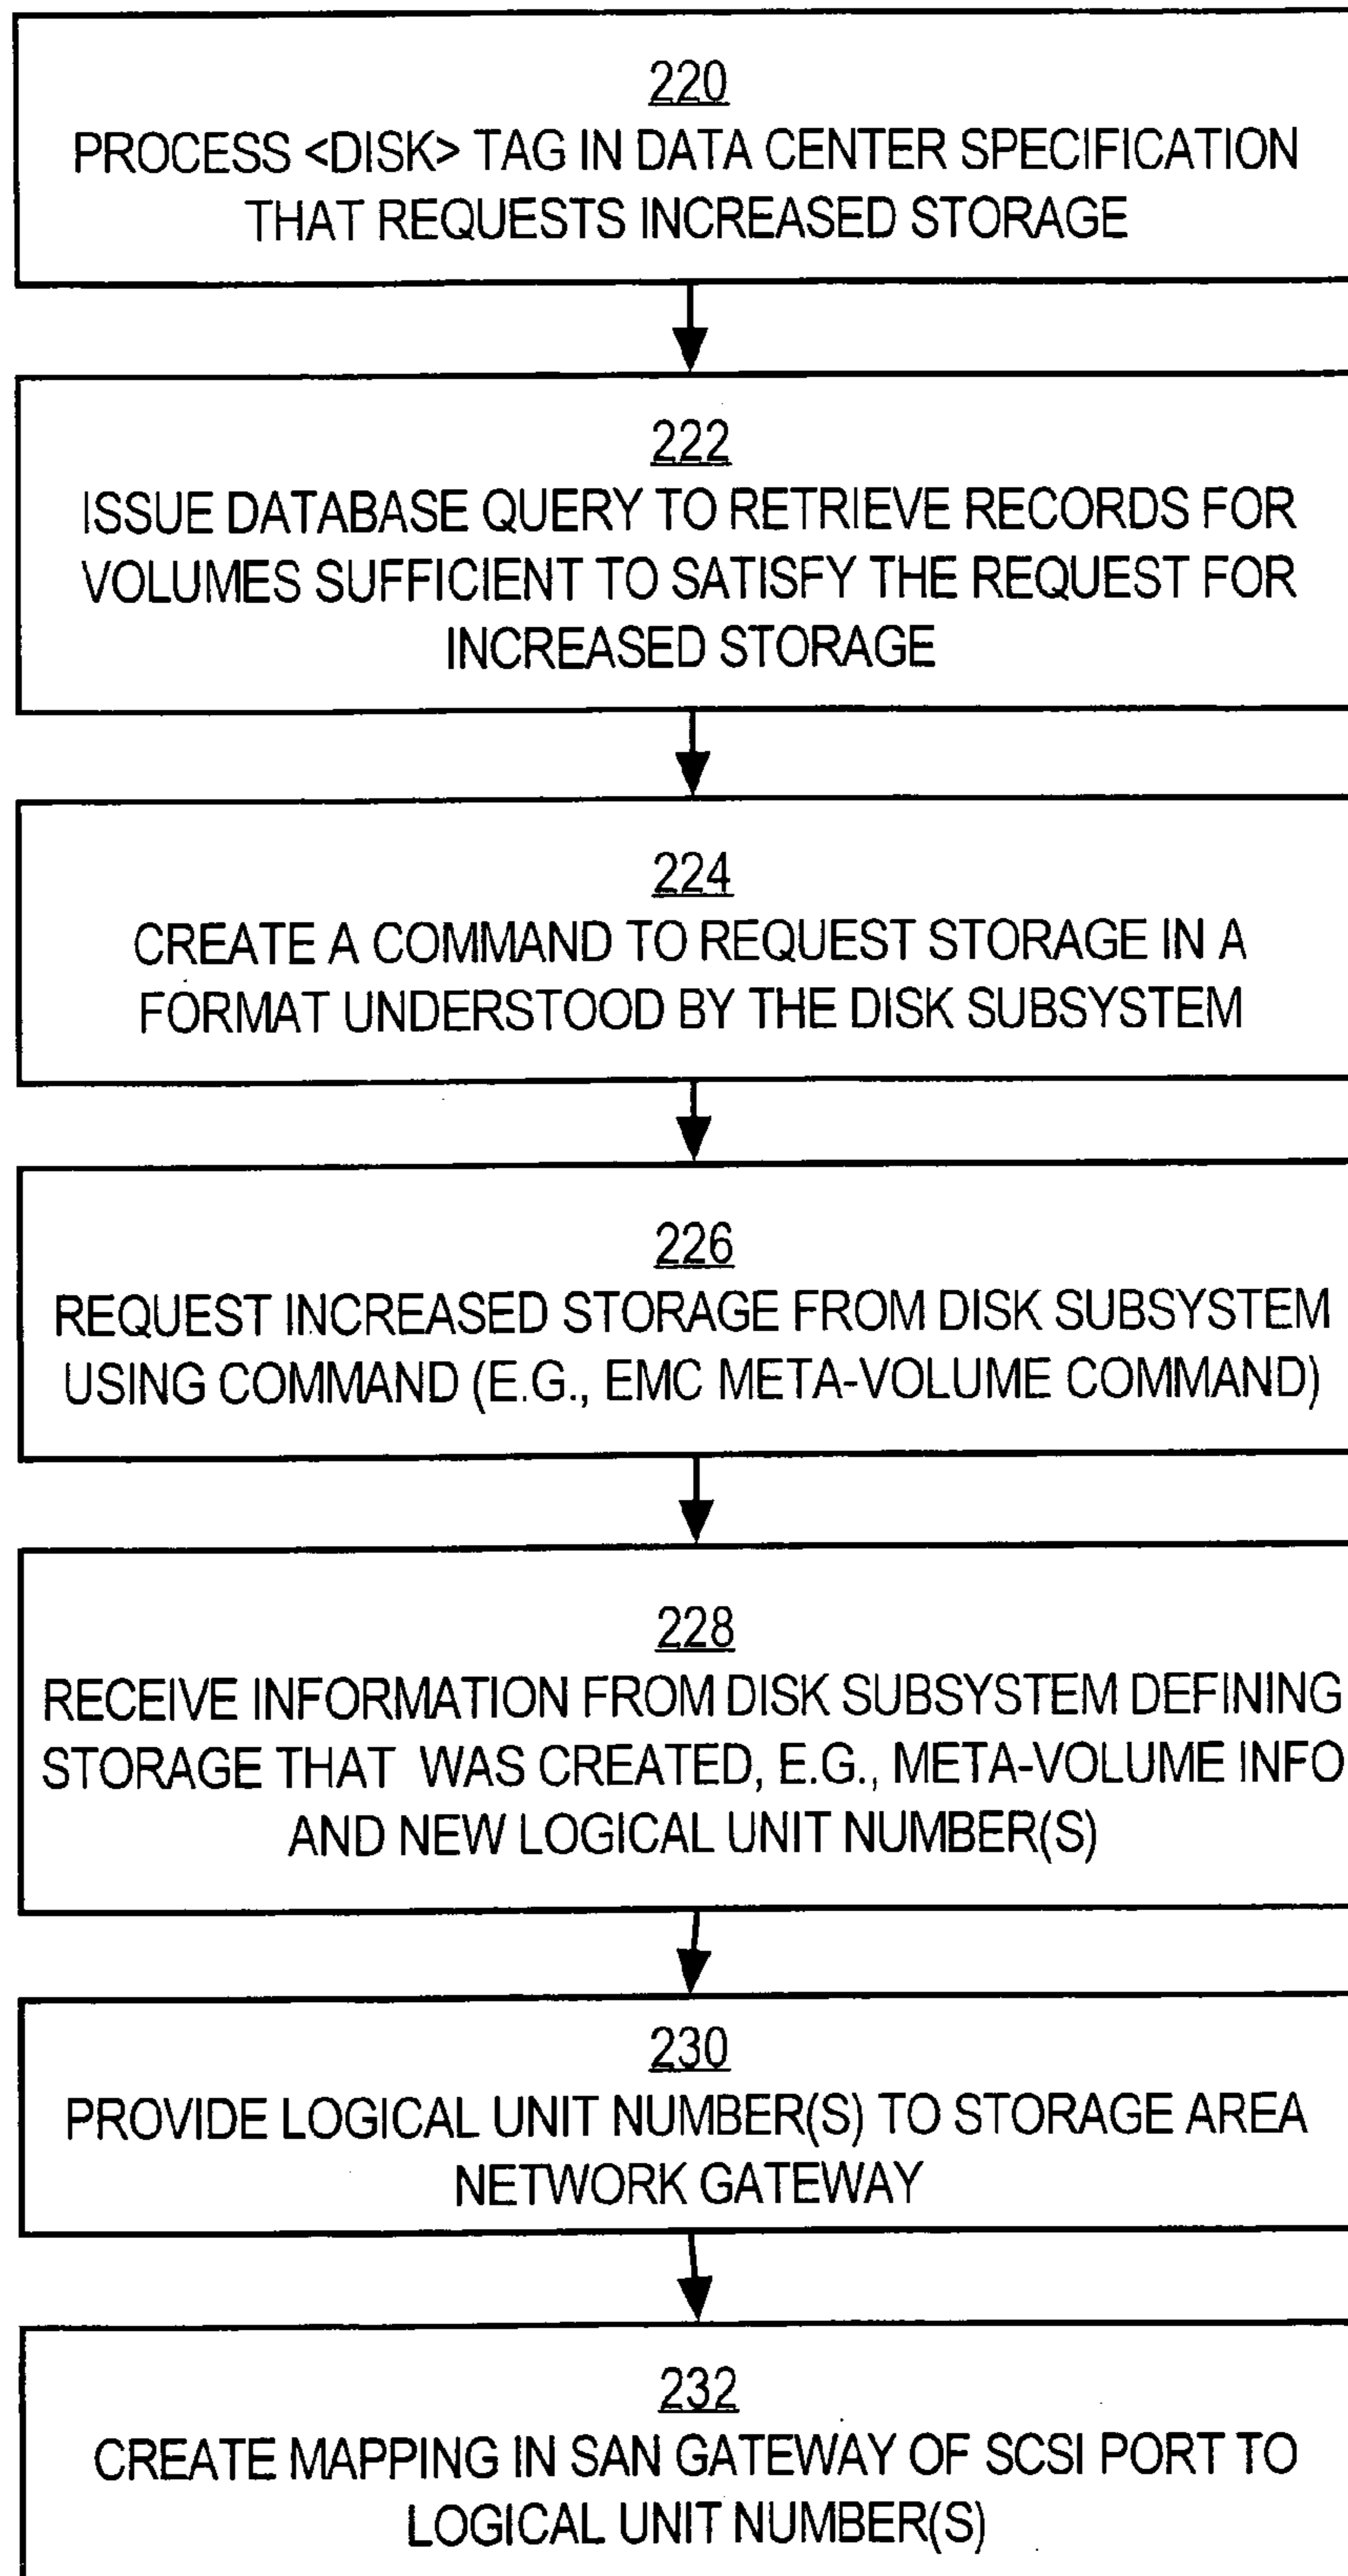 220
PROCESS <DISK> TAG IN DATA CENTER SPECIFICATION
THAT REQUESTS INCREASED STORAGE
222
ISSUE DATABASE QUERY TO RETRIEVE RECORDS FOR
VOLUMES SUFFICIENT TO SATISFY THE REQUEST FOR
INCREASED STORAGE
224
CREATE A COMMAND TO REQUEST STORAGE IN A
FORMAT UNDERSTOOD BY THE DISK SUBSYSTEM
226
REQUEST INCREASED STORAGE FROM DISK SUBSYSTEM
USING COMMAND (E.G., EMC META-VOLUME COMMAND)
228
RECEIVE INFORMATION FROM DISK SUBSYSTEM DEFINING
STORAGE THAT WAS CREATED, E.G., META-VOLUME INFO
AND NEW LOGICAL UNIT NUMBER(S)
230
PROVIDE LOGICAL UNIT NUMBER(S) TO STORAGE AREA
NETWORK GATEWAY
232
CREATE MAPPING IN SAN GATEWAY OF SCSI PORT TO
LOGICAL UNIT NUMBER(S)